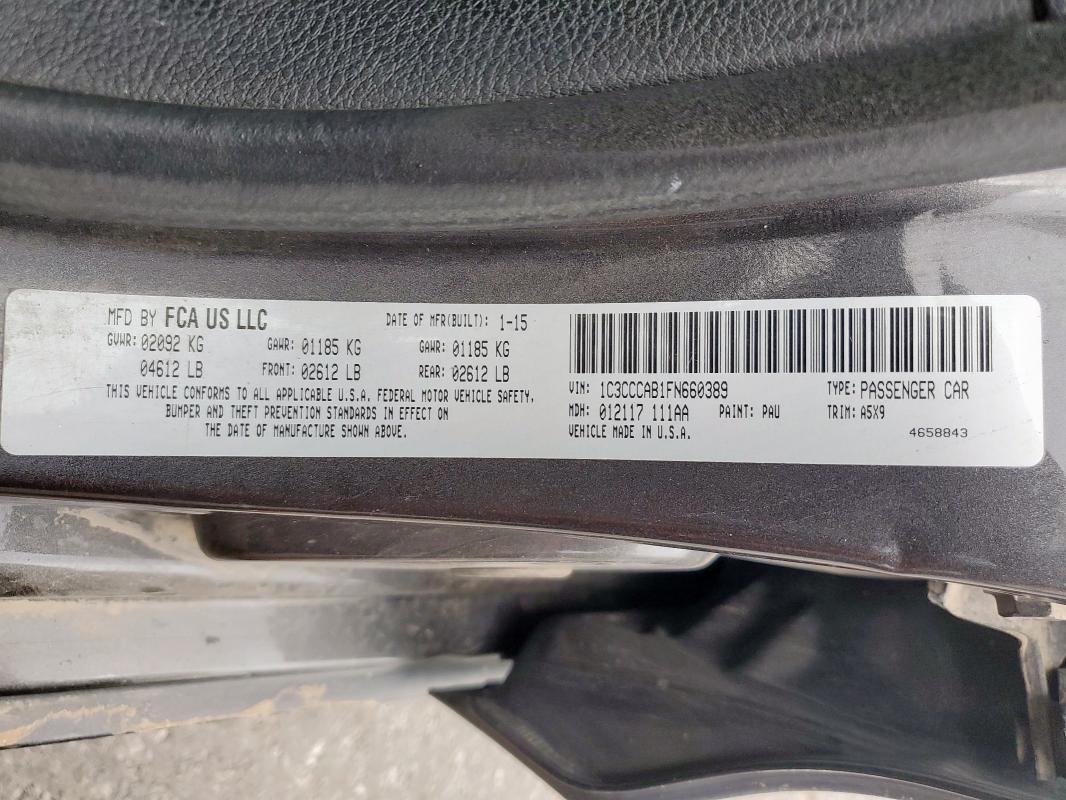 MFD BY FCA US LLC DATE OF MFR(BUILT): 1-15
GVWR: 02092 KG GAWR: 01185 KG GAWR: 01185 KG
04612 LB FRONT: 02612 LB REAR: 02612 LB
THIS VEHICLE CONFORMS TO ALL APPLICABLE U.S.A. FEDERAL MOTOR VEHICLE SAFETY,
BUMPER AND THEFT PREVENTION STANDARDS IN EFFECT ON
THE DATE OF MANUFACTURE SHOWN ABOVE.
VIN: 1C3CCCAB1FN660389 TYPE: PASSENGER CAR
MDH: 012117 111AA PAINT: PAU TRIM: A5X9
VEHICLE MADE IN U.S.A. 4658843